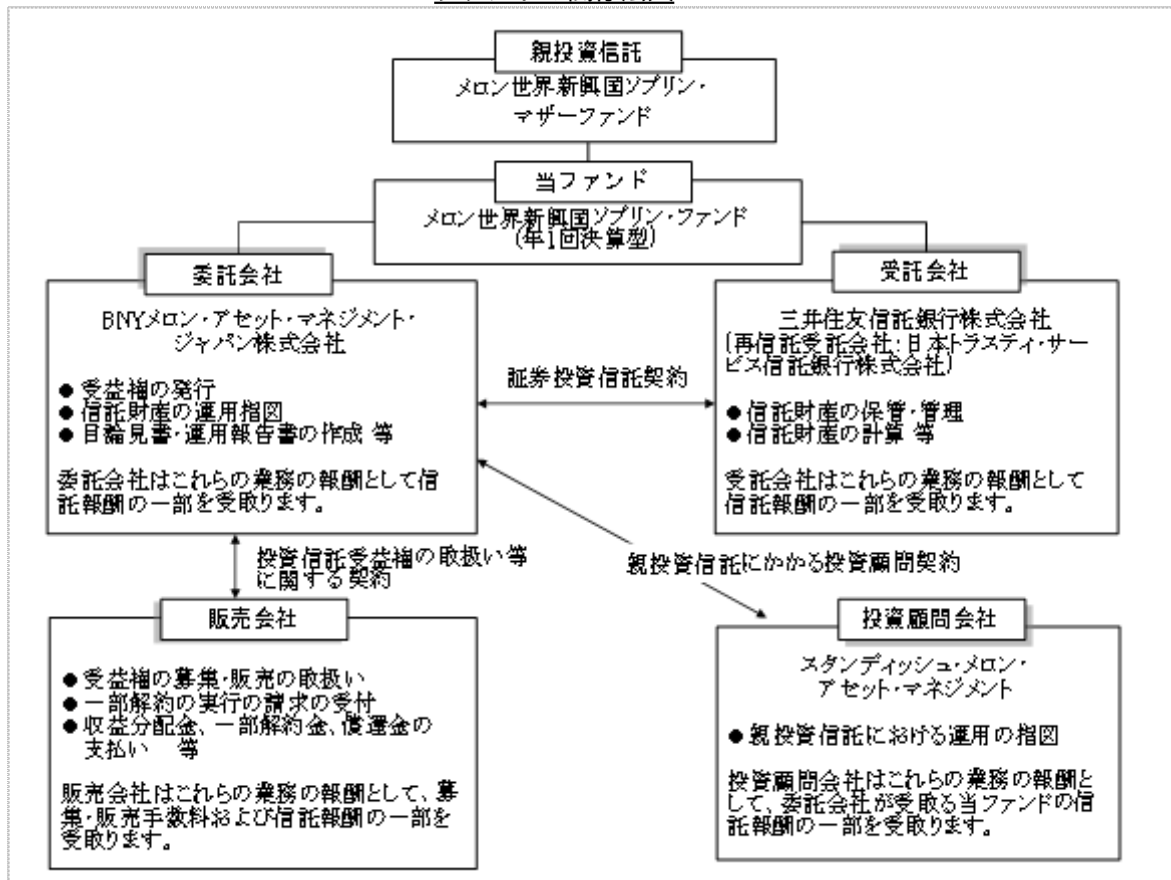 親投資信託
メロン世界新興国ソブリン・
マザーファンド
当ファンド
メロン世界新興国ソブリン・ファンド
(年1回決算型)
委託会社
BNYメロン・アセット・マネジメント・
ジャパン株式会社
● 受益権の発行
● 信託財産の運用指図
● 目論見書・運用報告書の作成 等
委託会社はこれらの業務の報酬として信
託報酬の一部を受取ります。
証券投資信託契約
受託会社
三井住友信託銀行株式会社
(再信託受託会社:日本トラスティ・サー
ビス信託銀行株式会社)
● 信託財産の保管・管理
● 信託財産の計算 等
受託会社はこれらの業務の報酬として
信託報酬の一部を受取ります。
投資信託受益権の取扱い等
に関する契約
親投資信託にかかる投資顧問契約
販売会社
● 受益権の募集・販売の取扱い
● 一部解約の実行の請求の受付
● 収益分配金、一部解約金、償還金の
支払い 等
販売会社はこれらの業務の報酬として、募
集・販売手数料および信託報酬の一部を
受取ります。
投資顧問会社
スタンディッシュ・メロン・
アセット・マネジメント
● 親投資信託における運用の指図
投資顧問会社はこれらの業務の報酬と
して、委託会社が受取る当ファンドの信
託報酬の一部を受取ります。